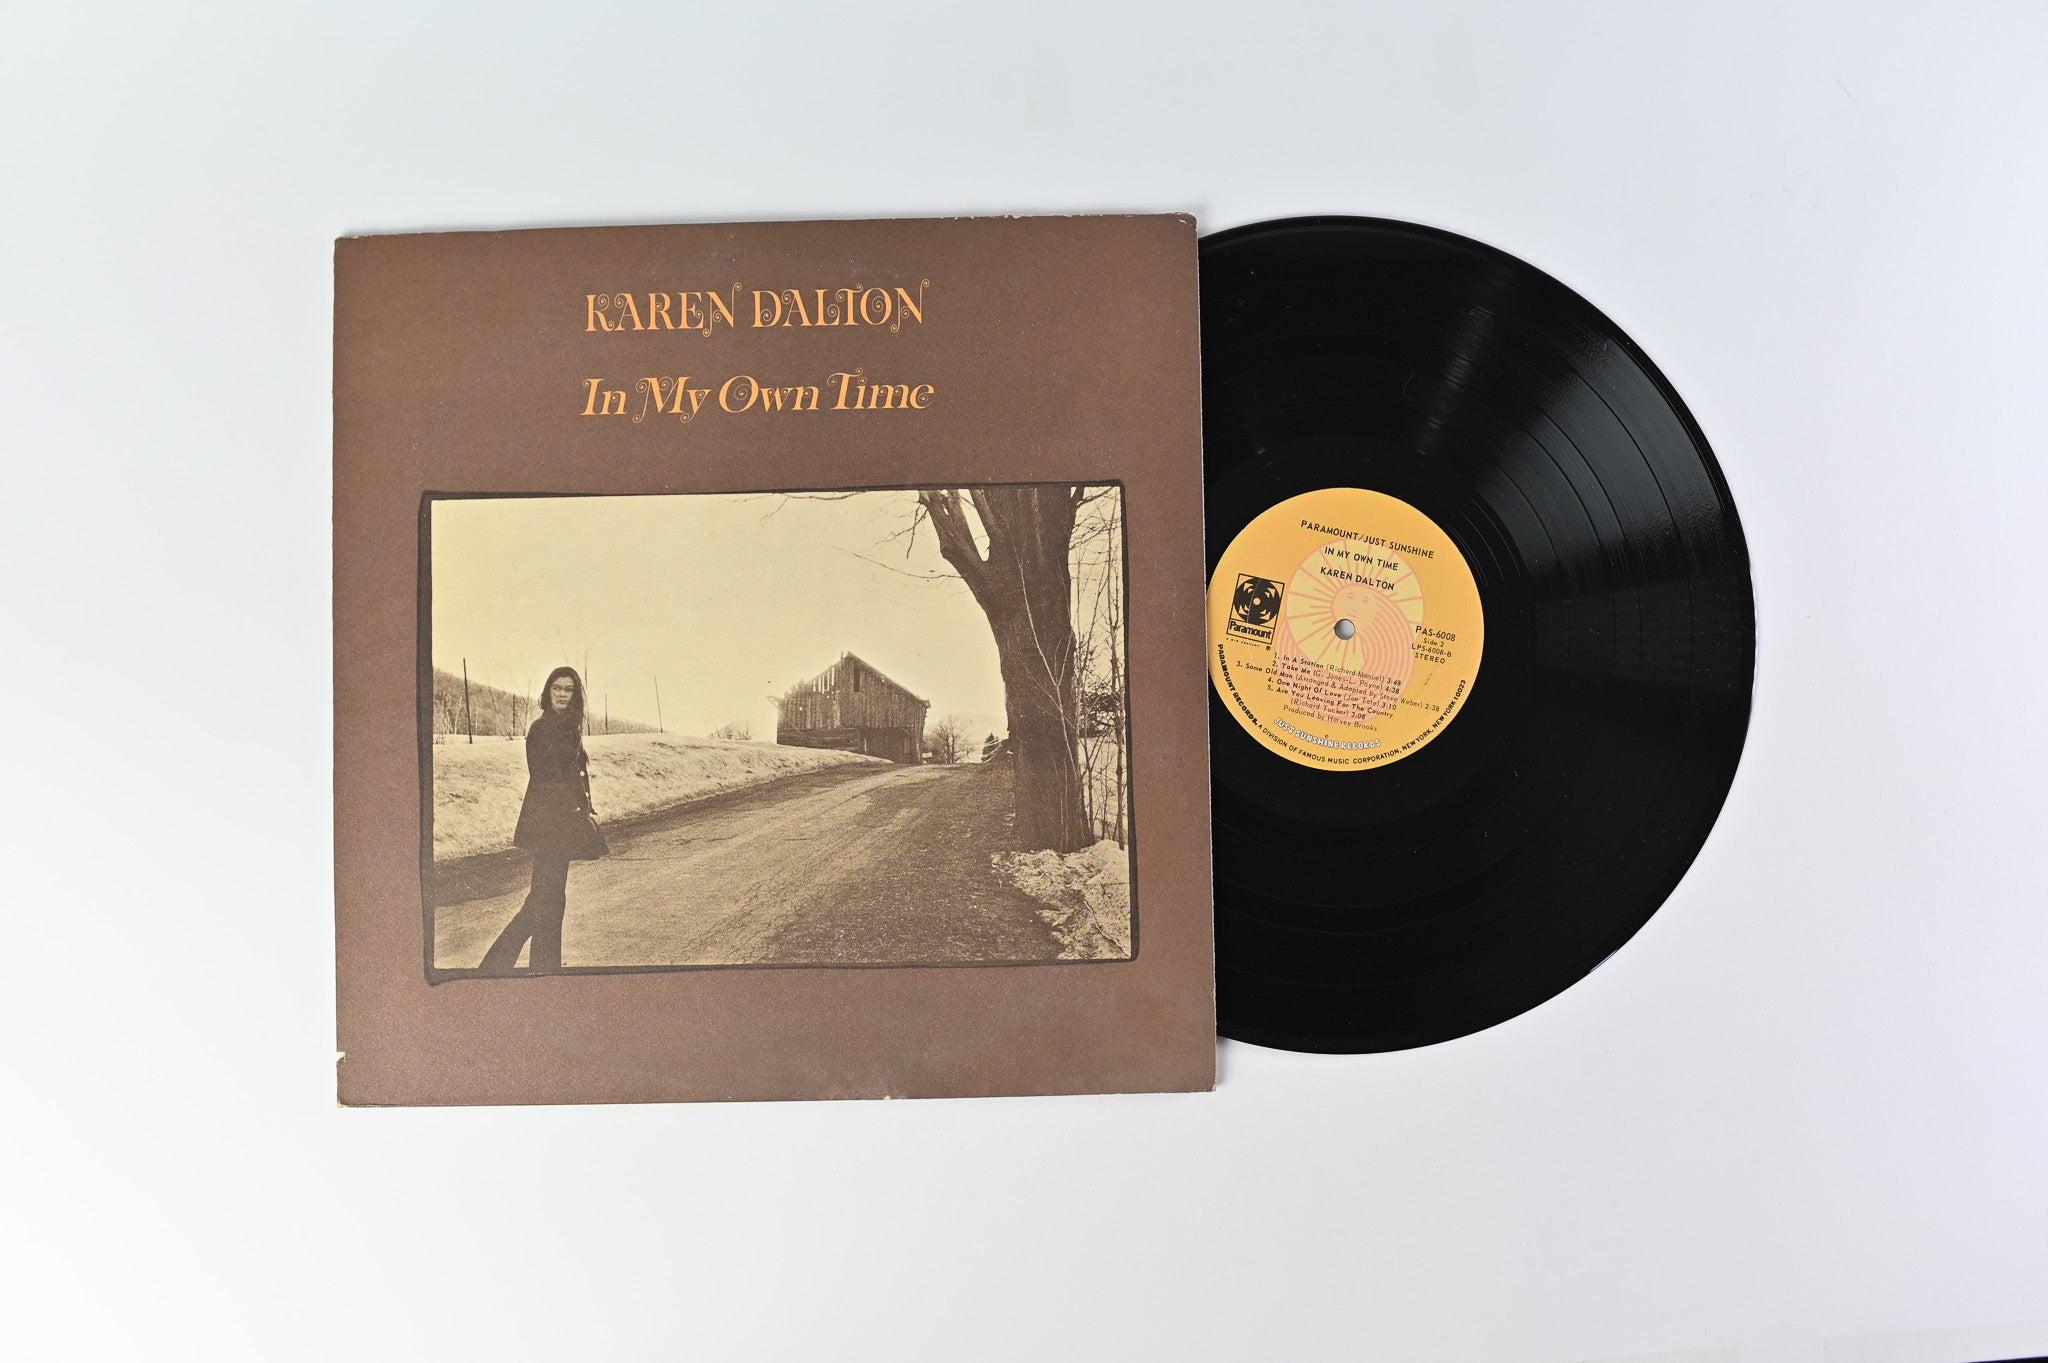 KAREN DALTON
In My Own Time
PARAMOUNT/JUST SUNSHINE
IN MY OWN TIME
KAREN DALTON
Paramount
®
PAS-6008
Side 2
LPS-6008-B
STEREO
1. In A Station (Richard Manuel) 3:48
2. Take Me (G. Jones-L. Payne) 4:38
3. Same Old Man (Arranged & Adapted by Steve Weber) 2:38
4. One Night Of Love (Joe Tate) 3:10
5. Are You Leaving For The Country
(Richard Tucker) 3:08
Produced by Harvey Brooks
JUST SUNSHINE RECORDS
PARAMOUNT RECORDS, A DIVISION OF FAMOUS MUSIC CORPORATION, NEW YORK, NEW YORK 10023